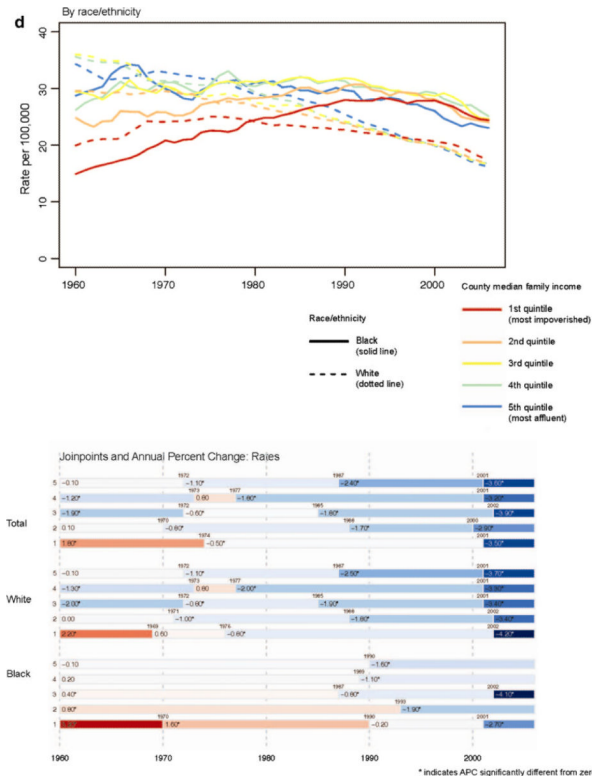 d
By race/ethnicity
Rate per 100,000
40
30
20
10
0
1960 1970 1980 1990 2000
County median family income
Race/ethnicity
Black
(solid line)
White
(dotted line)
1st quintile
(most impoverished)
2nd quintile
3rd quintile
4th quintile
5th quintile
(most affluent)
Joinpoints and Annual Percent Change: Rates
Total
1972 1987 2001
5 −0.10 −1.10* −2.40* −3.60*
1973 1977 2001
4 −1.20* 0.80 −1.80*
1972 1985 2002
3 −1.90* −0.60* −1.60* −3.90*
1970 1988 2000
2 0.10 −0.60* −1.70* −2.90*
1974 2001
1 1.60* −0.50* −3.50*
White
1972 1987 2001
5 −0.10 −1.10* −2.50* −3.70*
1973 1977 2001
4 −1.30* 0.80 −2.00*
1972 1985 2002
3 −2.00* −0.80* −1.90* −3.40*
1971 1988 2002
2 0.00 −1.00* −1.80* −3.40*
1969 1976 2002
1 2.20* 0.60 −0.80* −4.20*
Black
1990
5 −0.10 −1.60*
1989
4 0.20 −1.10*
1987 2002
3 0.40* −0.80* −4.10*
1993
2 0.80* −1.90*
1970 1990 2001
1 1.60* −0.20 −2.70*
1960 1970 1980 1990 2000
* indicates APC significantly different from zer